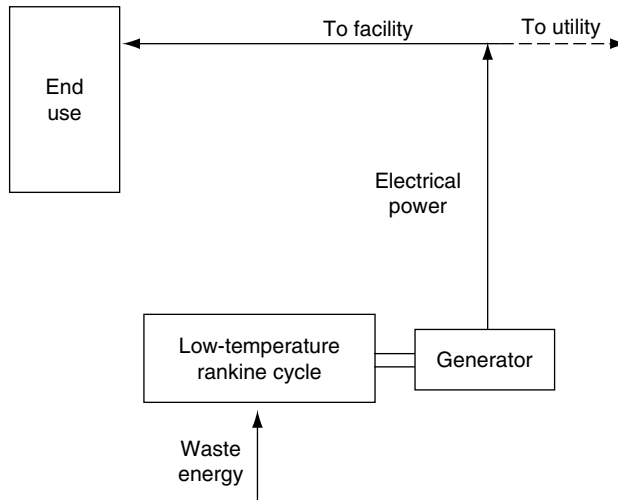 To facility
To utility
End
use
Electrical
power
Low-temperature
rankine cycle
Generator
Waste
energy